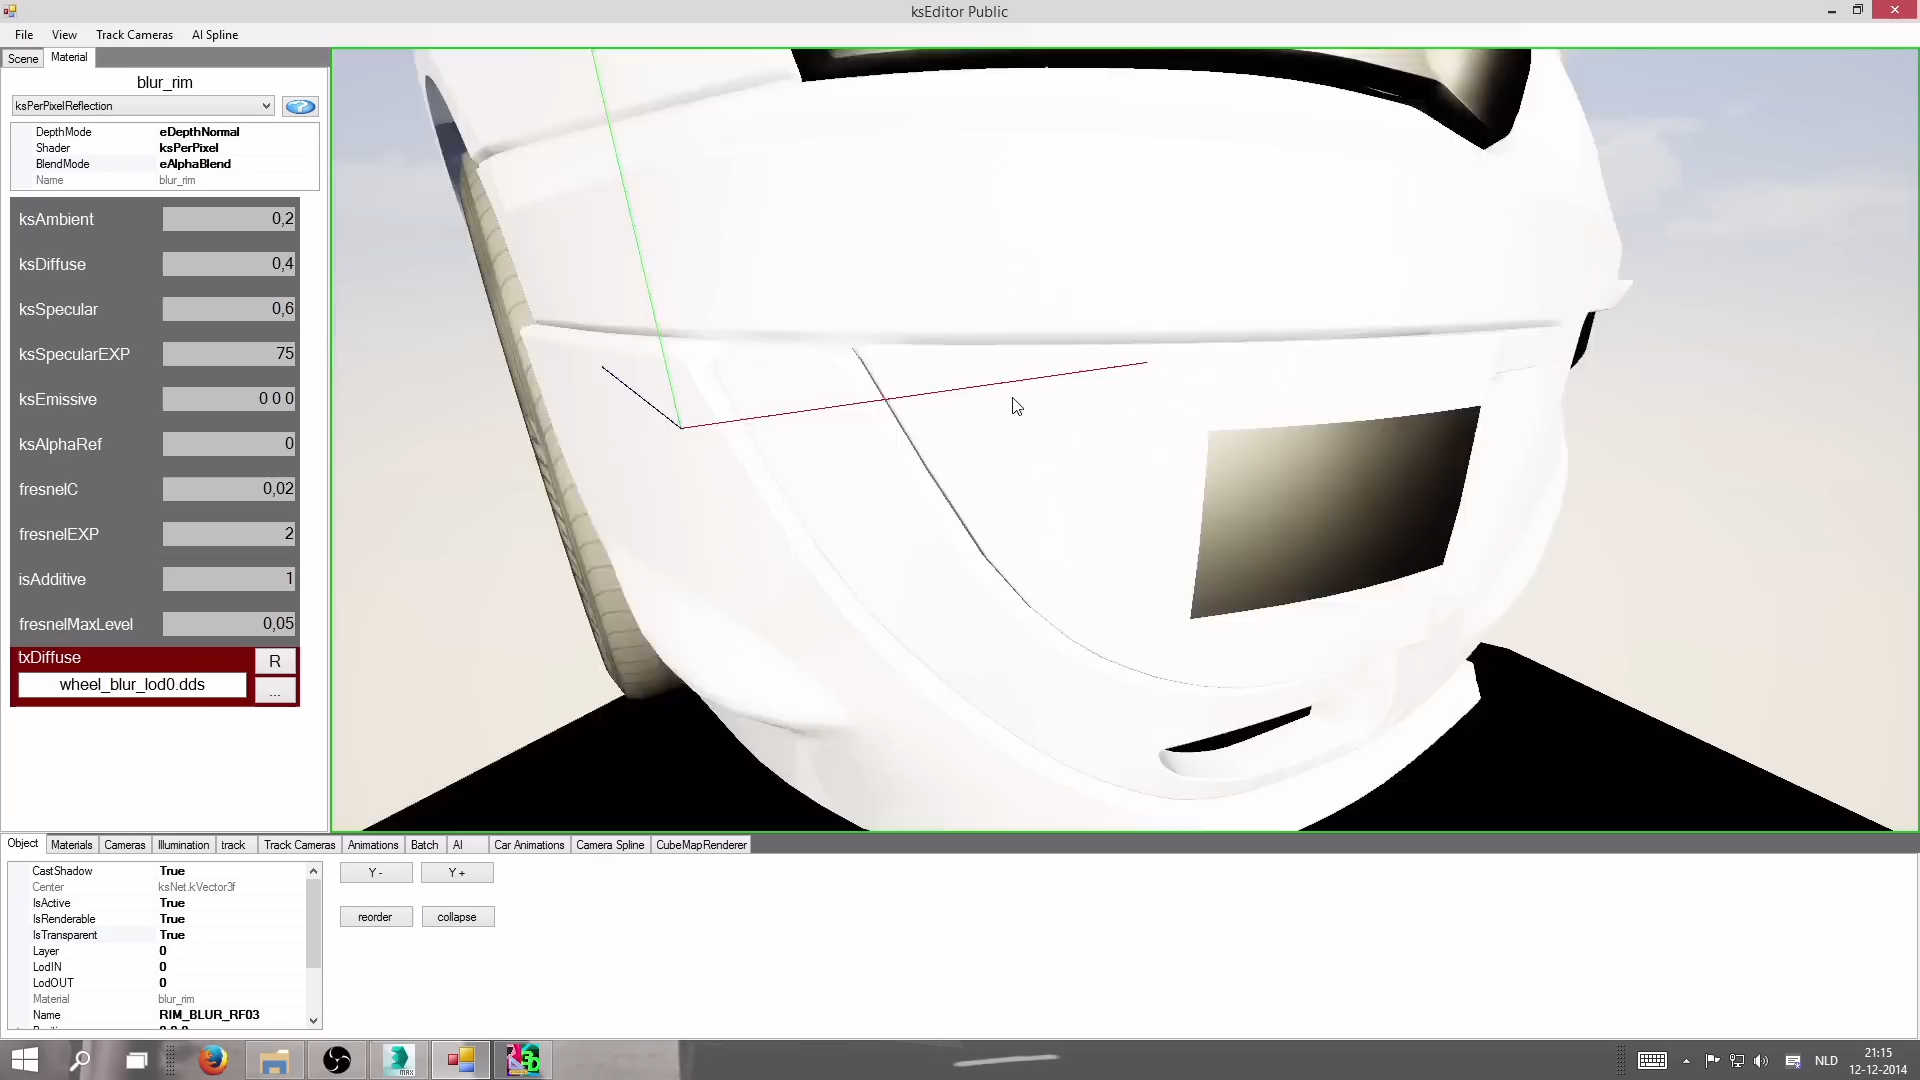 ksEditor Public
File View Track Cameras AI Spline
Scene Material
blur_rim
ksPerPixelReflection
DepthMode eDepthNormal
Shader ksPerPixel
BlendMode eAlphaBlend
Name blur_rim
ksAmbient 0,2
ksDiffuse 0,4
ksSpecular 0,6
ksSpecularEXP 75
ksEmissive 0 0 0
ksAlphaRef 0
fresnelC 0,02
fresnelEXP 2
isAdditive 1
fresnelMaxLevel 0,05
txDiffuse R
wheel_blur_lod0.dds ...
Object Materials Cameras Illumination track Track Cameras Animations Batch AI Car Animations Camera Spline CubeMapRenderer
CastShadow True
Center ksNet.kVector3f
IsActive True
IsRenderable True
IsTransparent True
Layer 0
LodIN 0
LodOUT 0
Material blur_rim
Name RIM_BLUR_RF03
Y - Y +
reorder collapse
MAX
NLD
21:15
12-12-2014